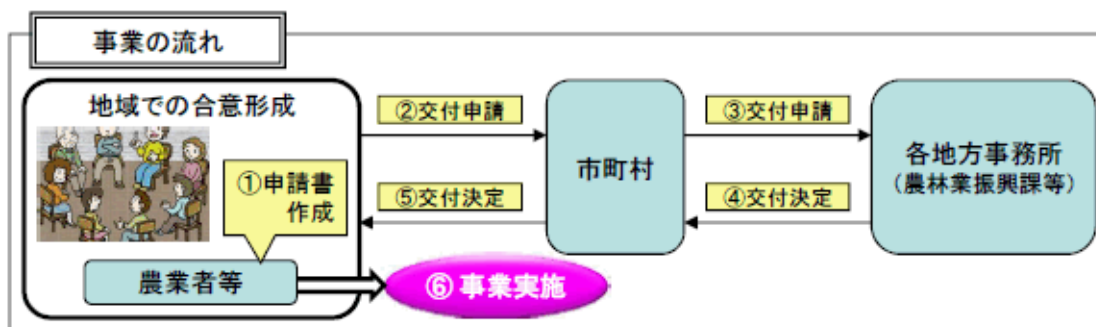 事業の流れ
地域での合意形成
①申請書
作成
農業者等
②交付申請
⑤交付決定
⑥ 事業実施
市町村
③交付申請
④交付決定
各地方事務所
（農林業振興課等）